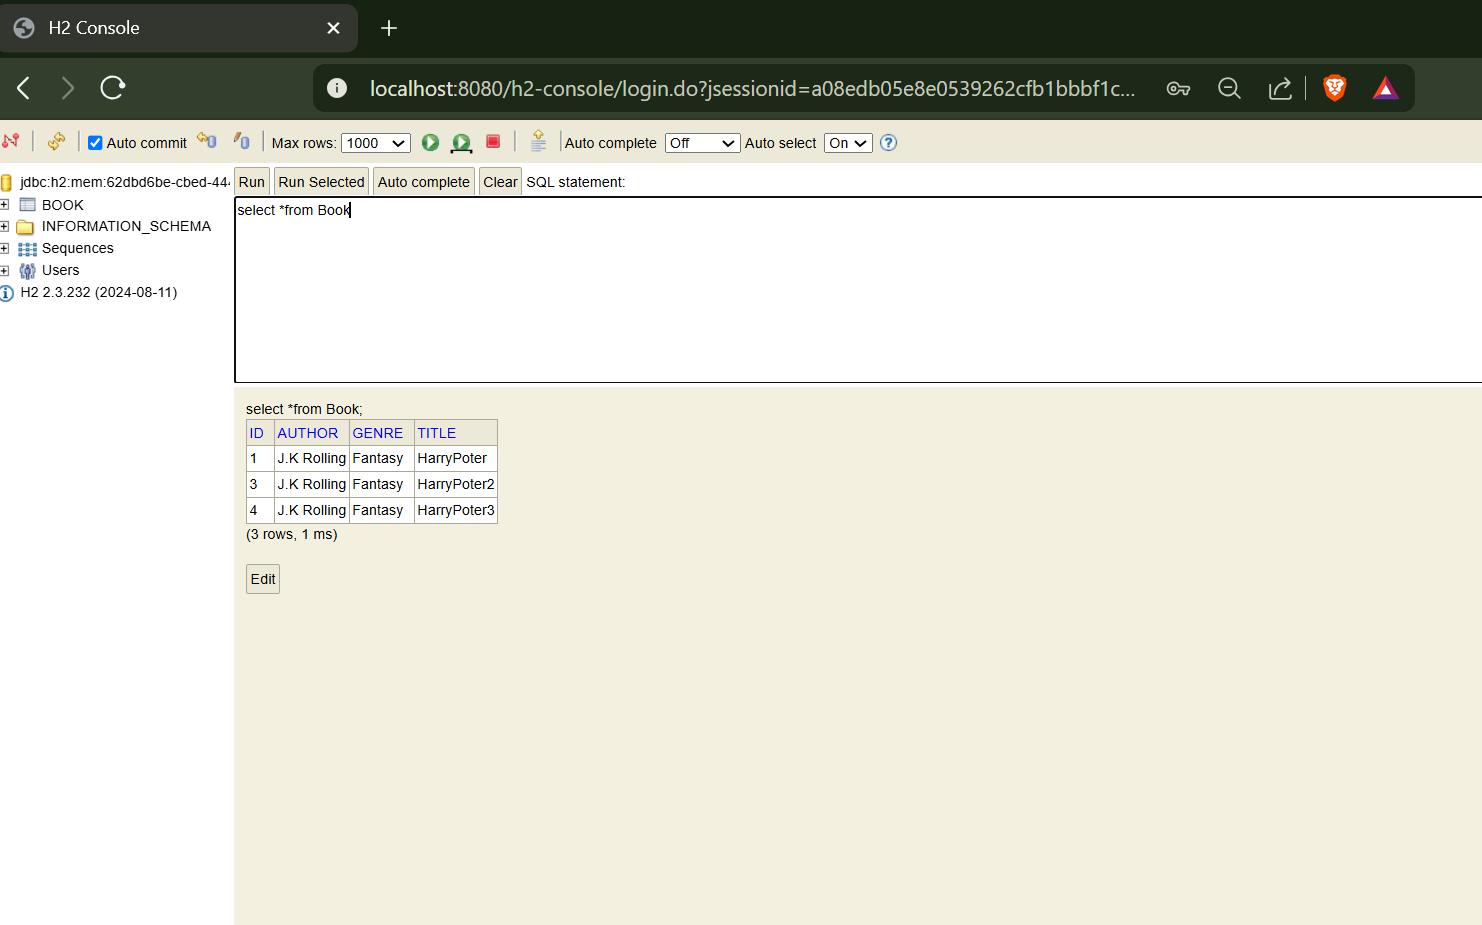 H2 Console
localhost:8080/h2-console/login.do?jsessionid=a08edb05e8e0539262cfb1bbbf1c...
Auto commit Max rows: 1000 Auto complete Off Auto select On
jdbc:h2:mem:62dbd6be-cbed-444
BOOK
INFORMATION_SCHEMA
Sequences
Users
H2 2.3.232 (2024-08-11)
Run Run Selected Auto complete Clear SQL statement:
select *from Book
select *from Book;
ID AUTHOR GENRE TITLE
1 J.K Rolling Fantasy HarryPoter
3 J.K Rolling Fantasy HarryPoter2
4 J.K Rolling Fantasy HarryPoter3
(3 rows, 1 ms)
Edit